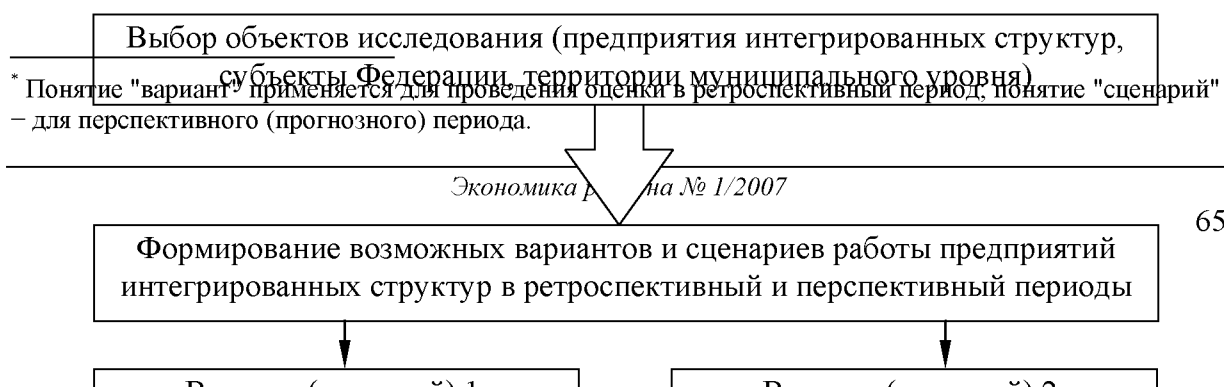 Выбор объектов исследования (предприятия интегрированных структур,
субъекты Федерации, территории муниципального уровня)
* Понятие "вариант" применяется для проведения оценки в ретроспективный период, понятие "сценарий"
− для перспективного (прогнозного) периода.
Экономика № 1/2007
65
Формирование возможных вариантов и сценариев работы предприятий
интегрированных структур в ретроспективный и перспективный периоды